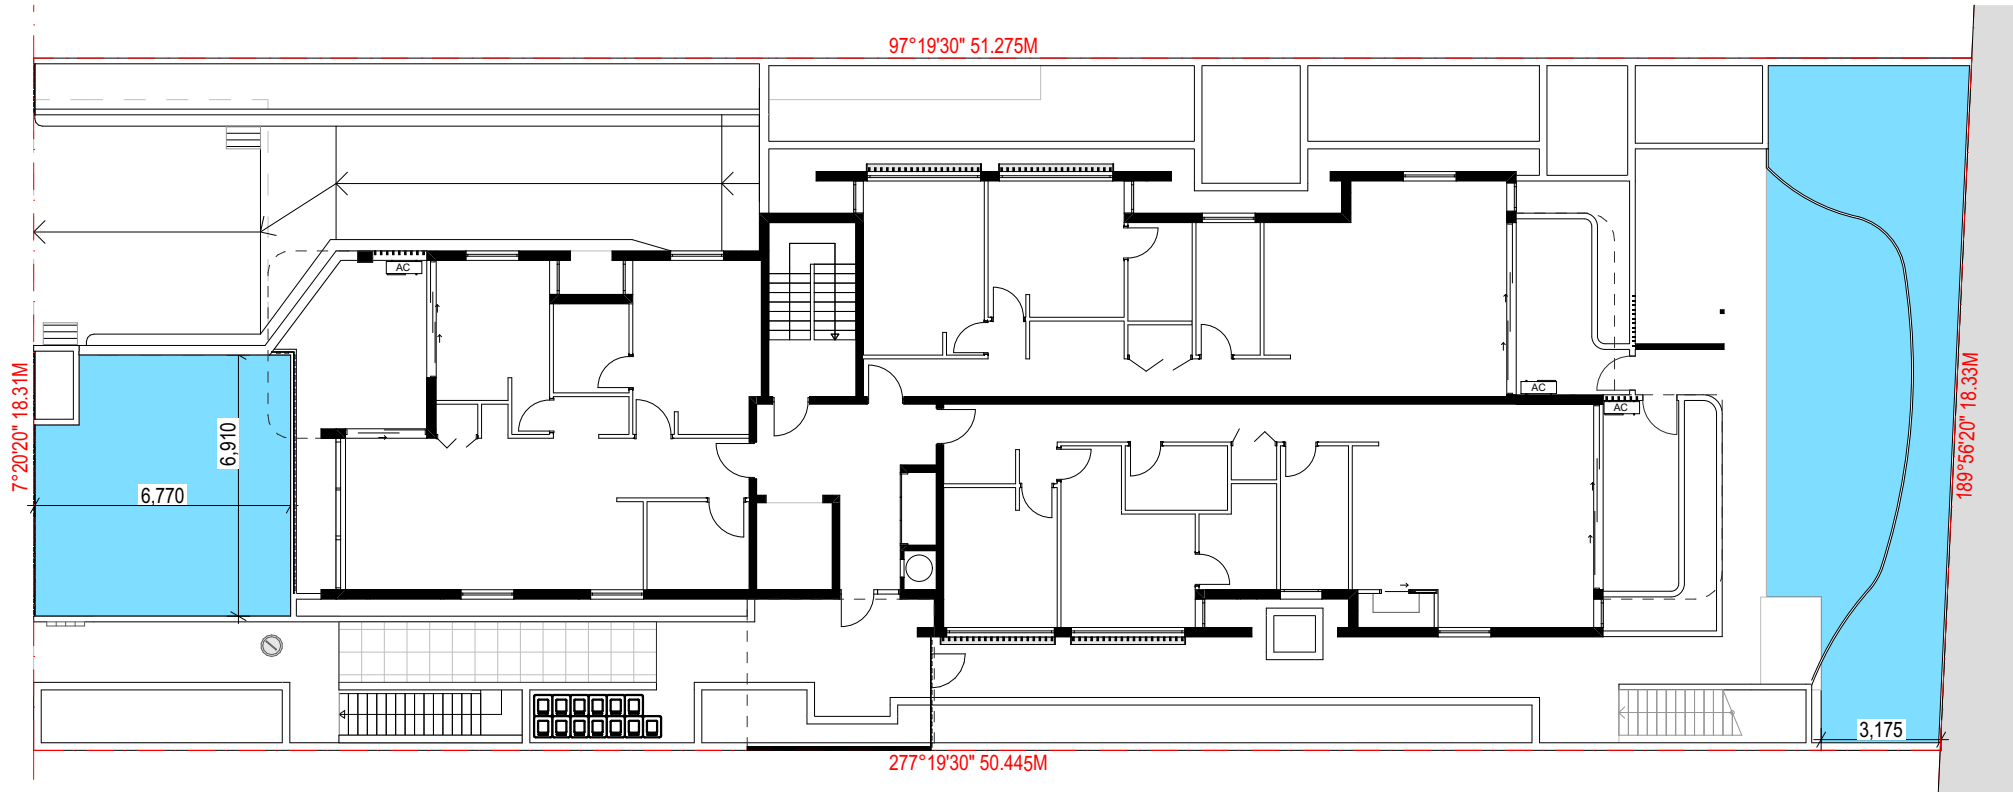 97°19'30" 51.275M
AC
AC
AC
7°20'20" 18.31M
6,910
6,770
189°56'20" 18.33M
3,175
277°19'30" 50.445M